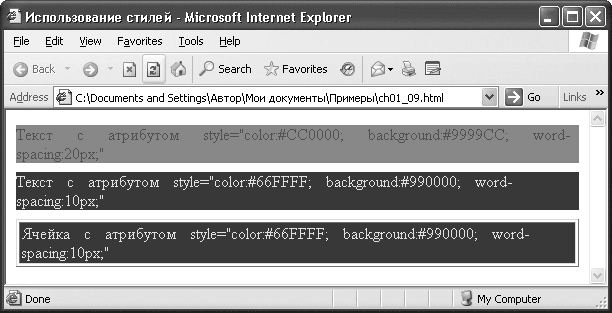 Использование стилей - Microsoft Internet Explorer
File Edit View Favorites Tools Help
Back Search Favorites
Address C:\Documents and Settings\Автор\Мои документы\Примеры\ch01_09.html Go Links »
Текст с атрибутом style="color:#CC0000; background:#9999CC; word-
spacing:20px;"
Текст с атрибутом style="color:#66FFFF; background:#990000; word-
spacing:10px;"
Ячейка с атрибутом style="color:#66FFFF; background:#990000; word-
spacing:10px;"
Done My Computer